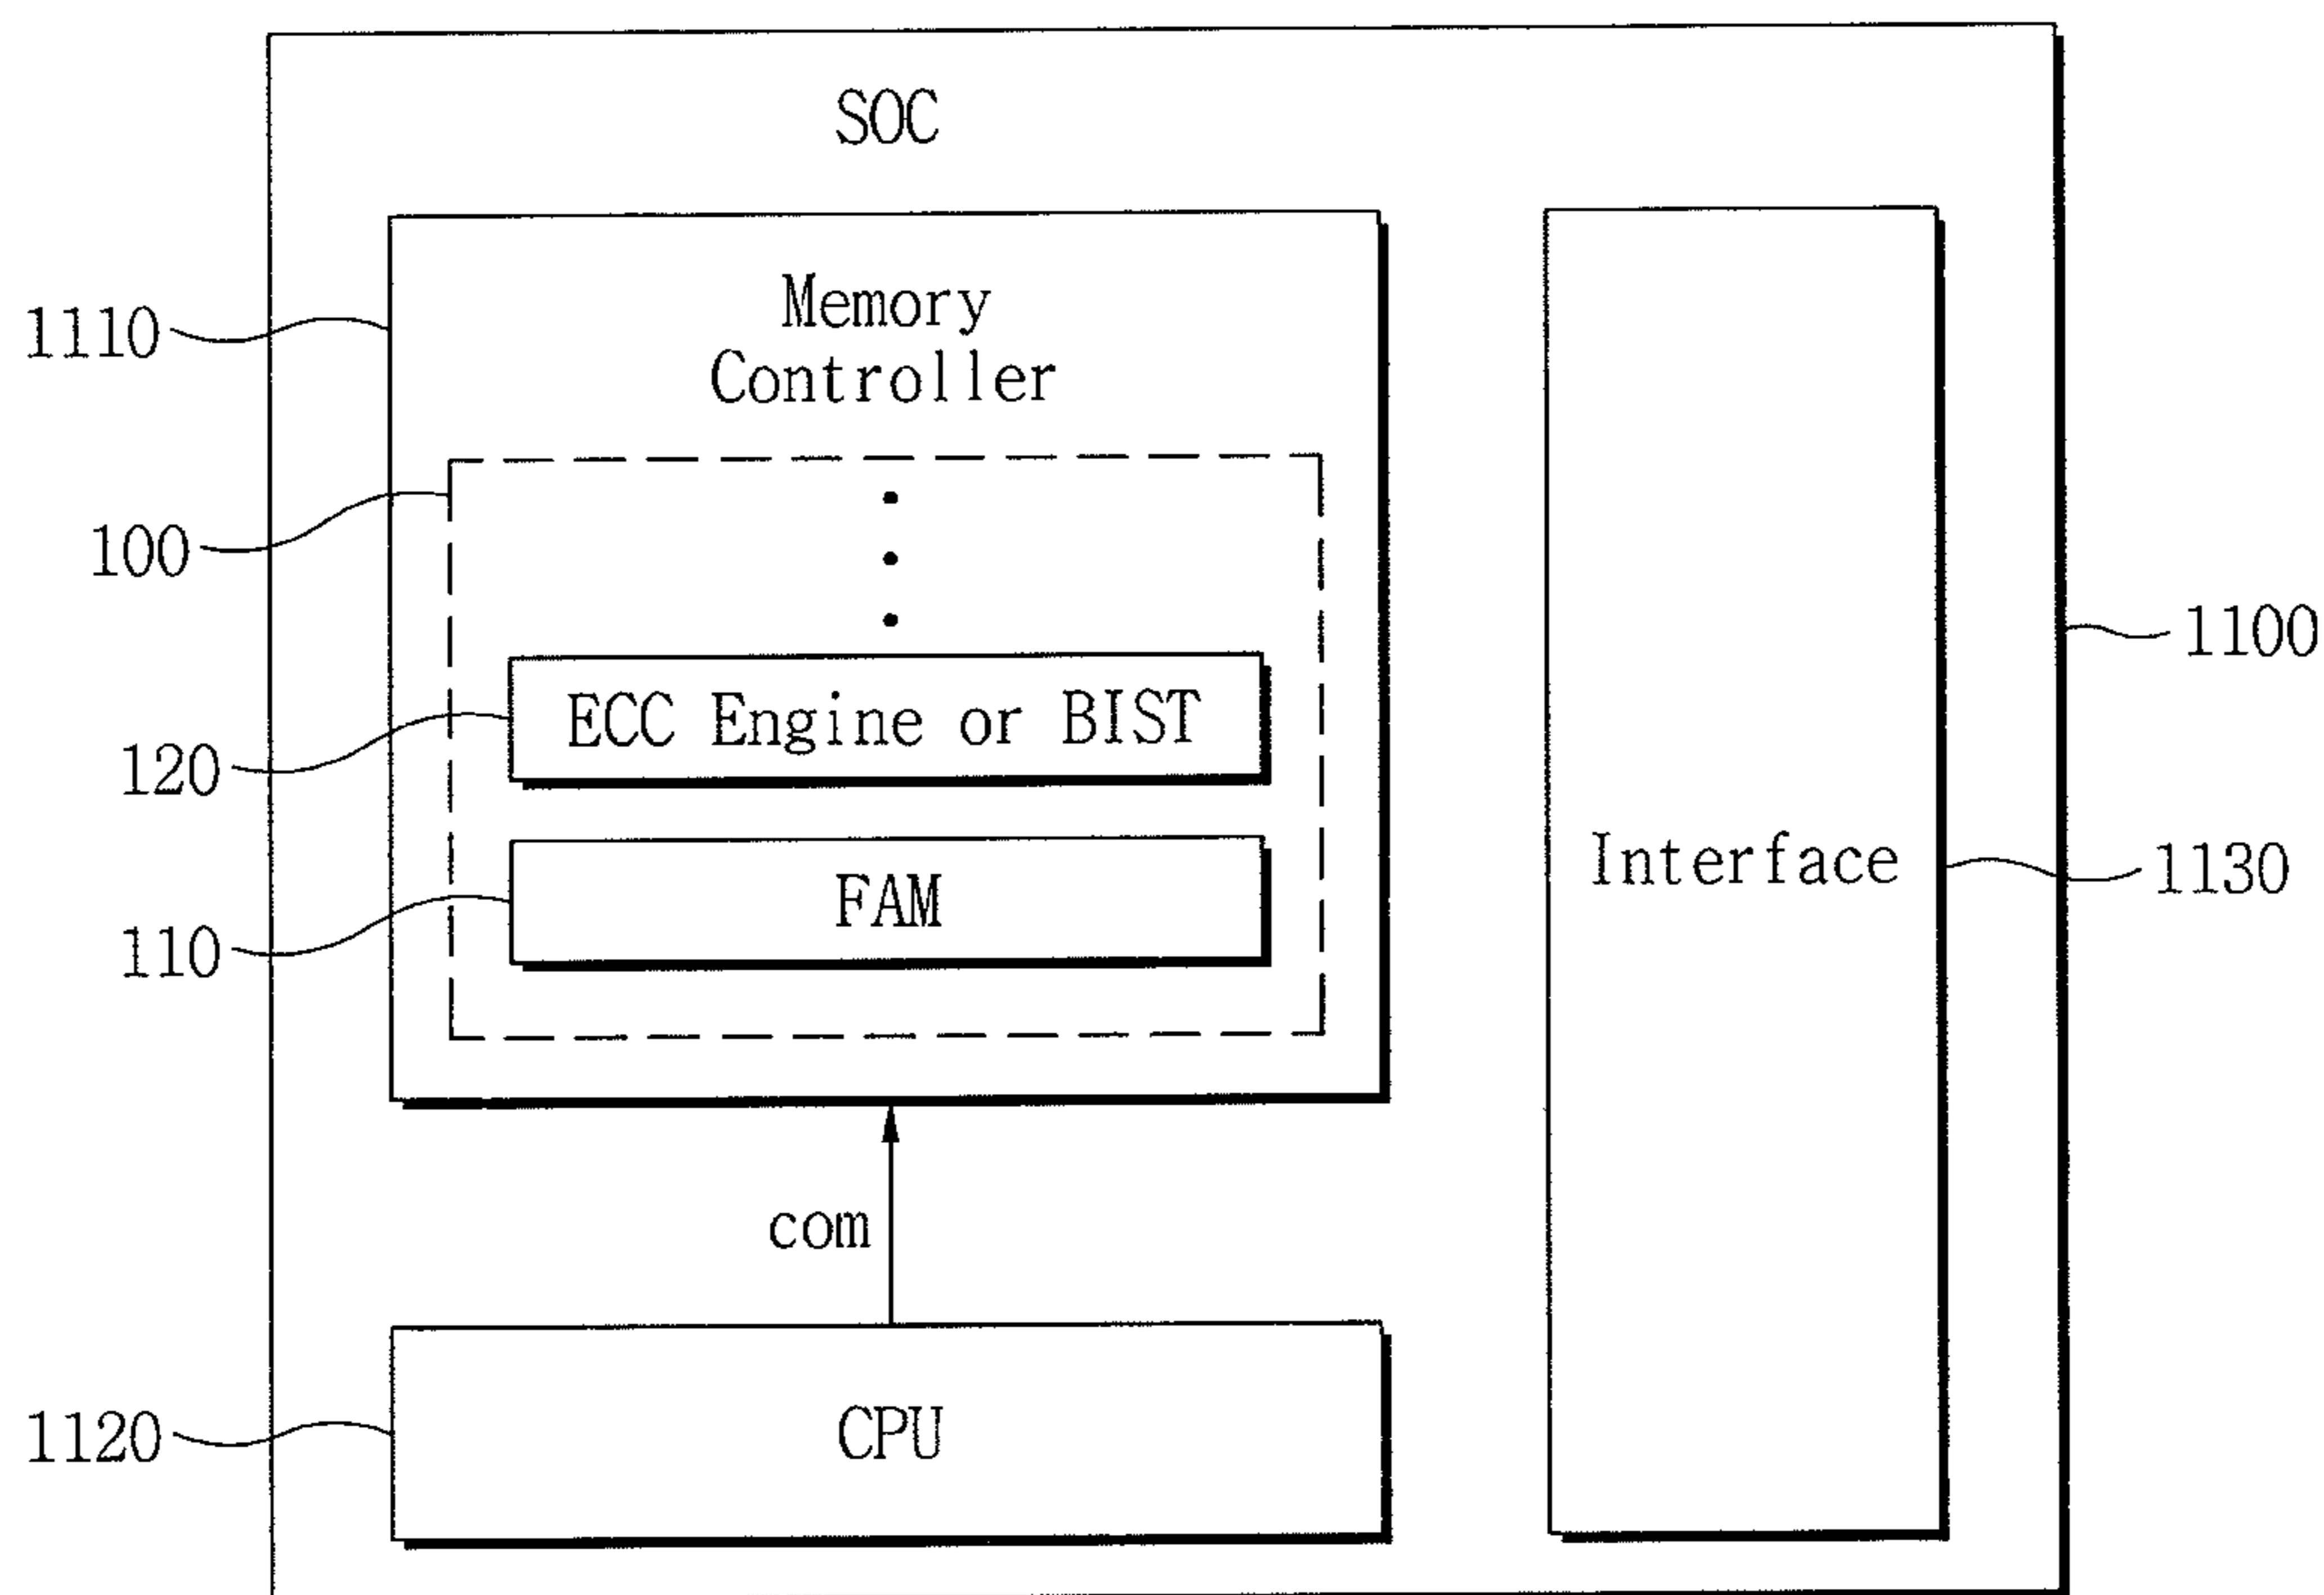 SOC
Memory
Controller
1110
100
1100
ECC Engine or BIST
120
Interface
1130
FAM
110
com
CPU
1120